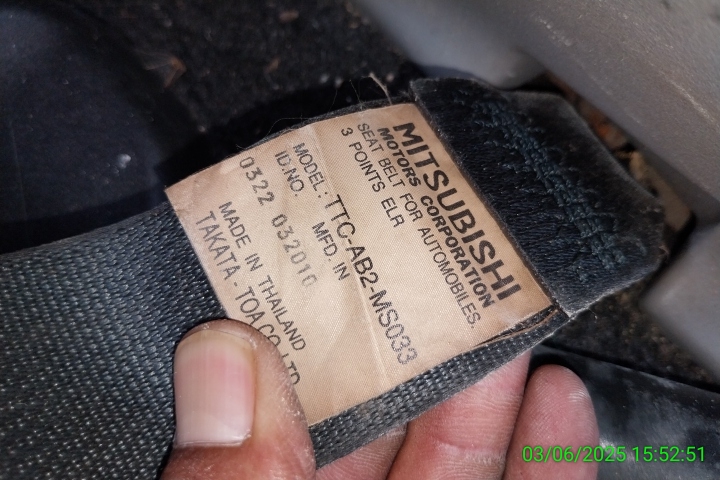 MITSUBISHI
MOTORS CORPORATION
SEAT BELT FOR AUTOMOBILES.
3 POINTS ELR
MODEL: TTC-AB2-MS033
ID.NO. MFD. IN
0322 032010
MADE IN THAILAND
TAKATA-TOA CO.LTD
03/06/2025 15:52:51